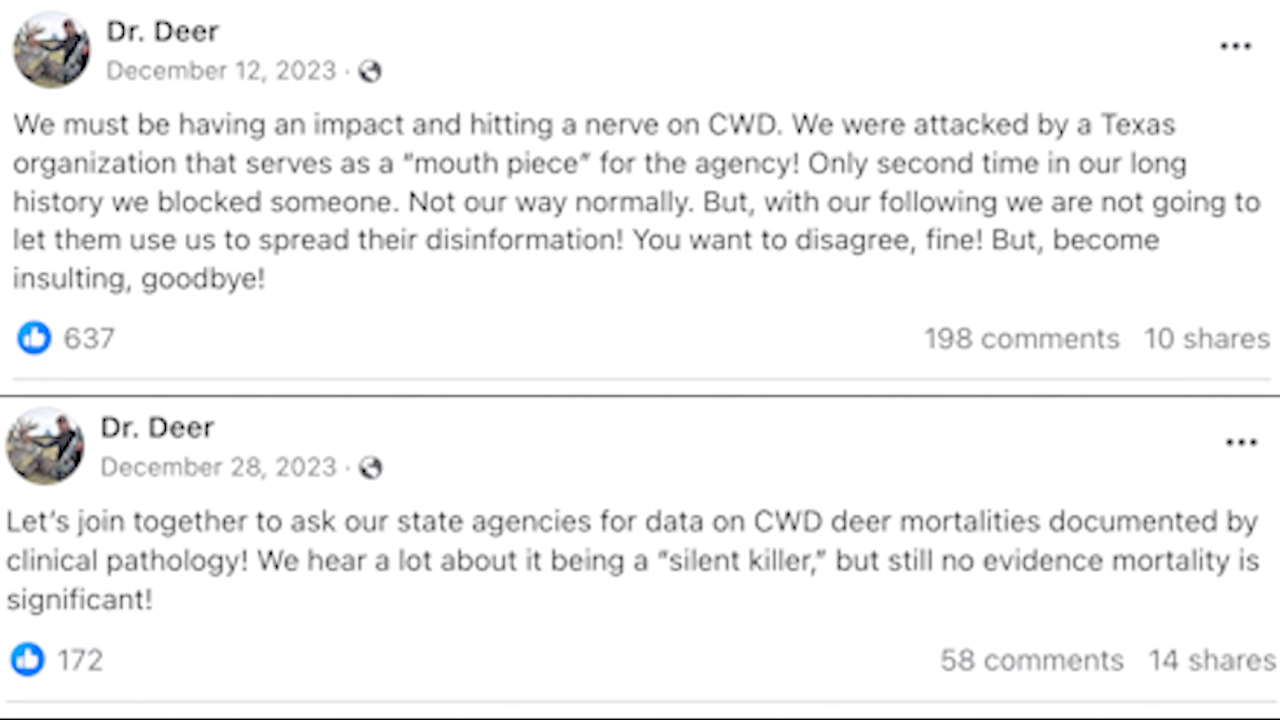 Dr. Deer
December 12, 2023 ·
We must be having an impact and hitting a nerve on CWD. We were attacked by a Texas
organization that serves as a "mouth piece" for the agency! Only second time in our long
history we blocked someone. Not our way normally. But, with our following we are not going to
let them use us to spread their disinformation! You want to disagree, fine! But, become
insulting, goodbye!
637 198 comments 10 shares
Dr. Deer
December 28, 2023 ·
Let's join together to ask our state agencies for data on CWD deer mortalities documented by
clinical pathology! We hear a lot about it being a "silent killer," but still no evidence mortality is
significant!
172 58 comments 14 shares